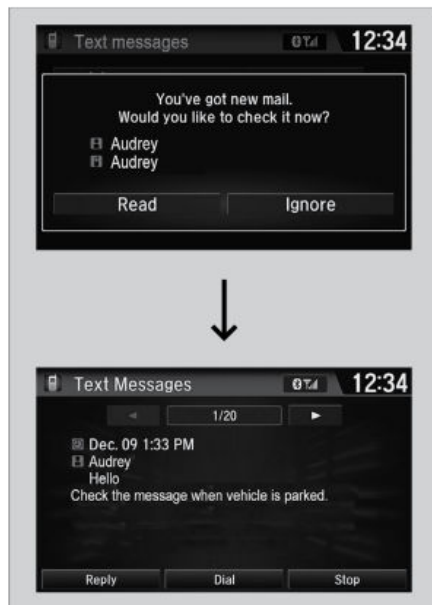 Text messages 12:34
You've got new mail.
Would you like to check it now?
Audrey
Audrey
Read Ignore
Text Messages 12:34
1/20
Dec. 09 1:33 PM
Audrey
Hello
Check the message when vehicle is parked.
Reply Dial Stop